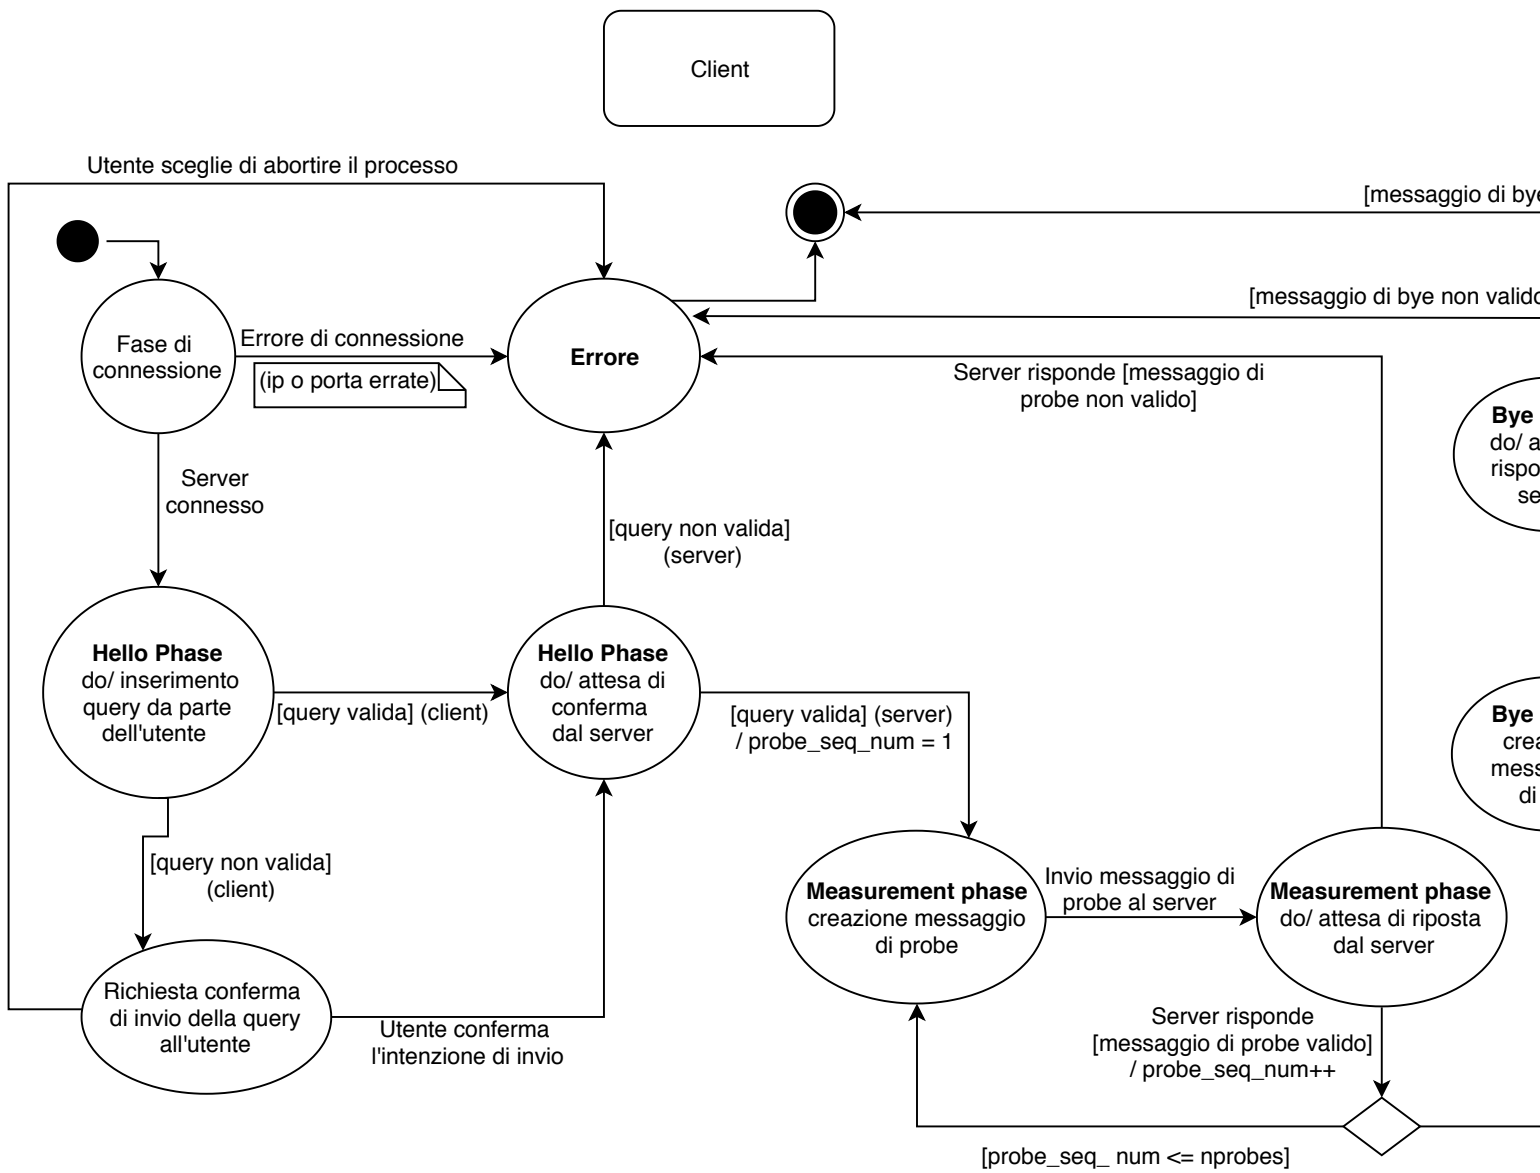 Client
Utente sceglie di abortire il processo
[messaggio di bye
[messaggio di bye non valido
Fase di
connessione
Errore di connessione
(ip o porta errate)
Errore
Server risponde [messaggio di
probe non valido]
Bye
do/ a
rispo
se
Server
connesso
[query non valida]
(server)
Hello Phase
do/ inserimento
query da parte
dell'utente
[query valida] (client)
Hello Phase
do/ attesa di
conferma
dal server
[query valida] (server)
/ probe_seq_num = 1
Bye
crea
mess
di
[query non valida]
(client)
Measurement phase
creazione messaggio
di probe
Invio messaggio di
probe al server
Measurement phase
do/ attesa di riposta
dal server
Richiesta conferma
di invio della query
all'utente
Utente conferma
l'intenzione di invio
Server risponde
[messaggio di probe valido]
/ probe_seq_num++
[probe_seq_ num <= nprobes]